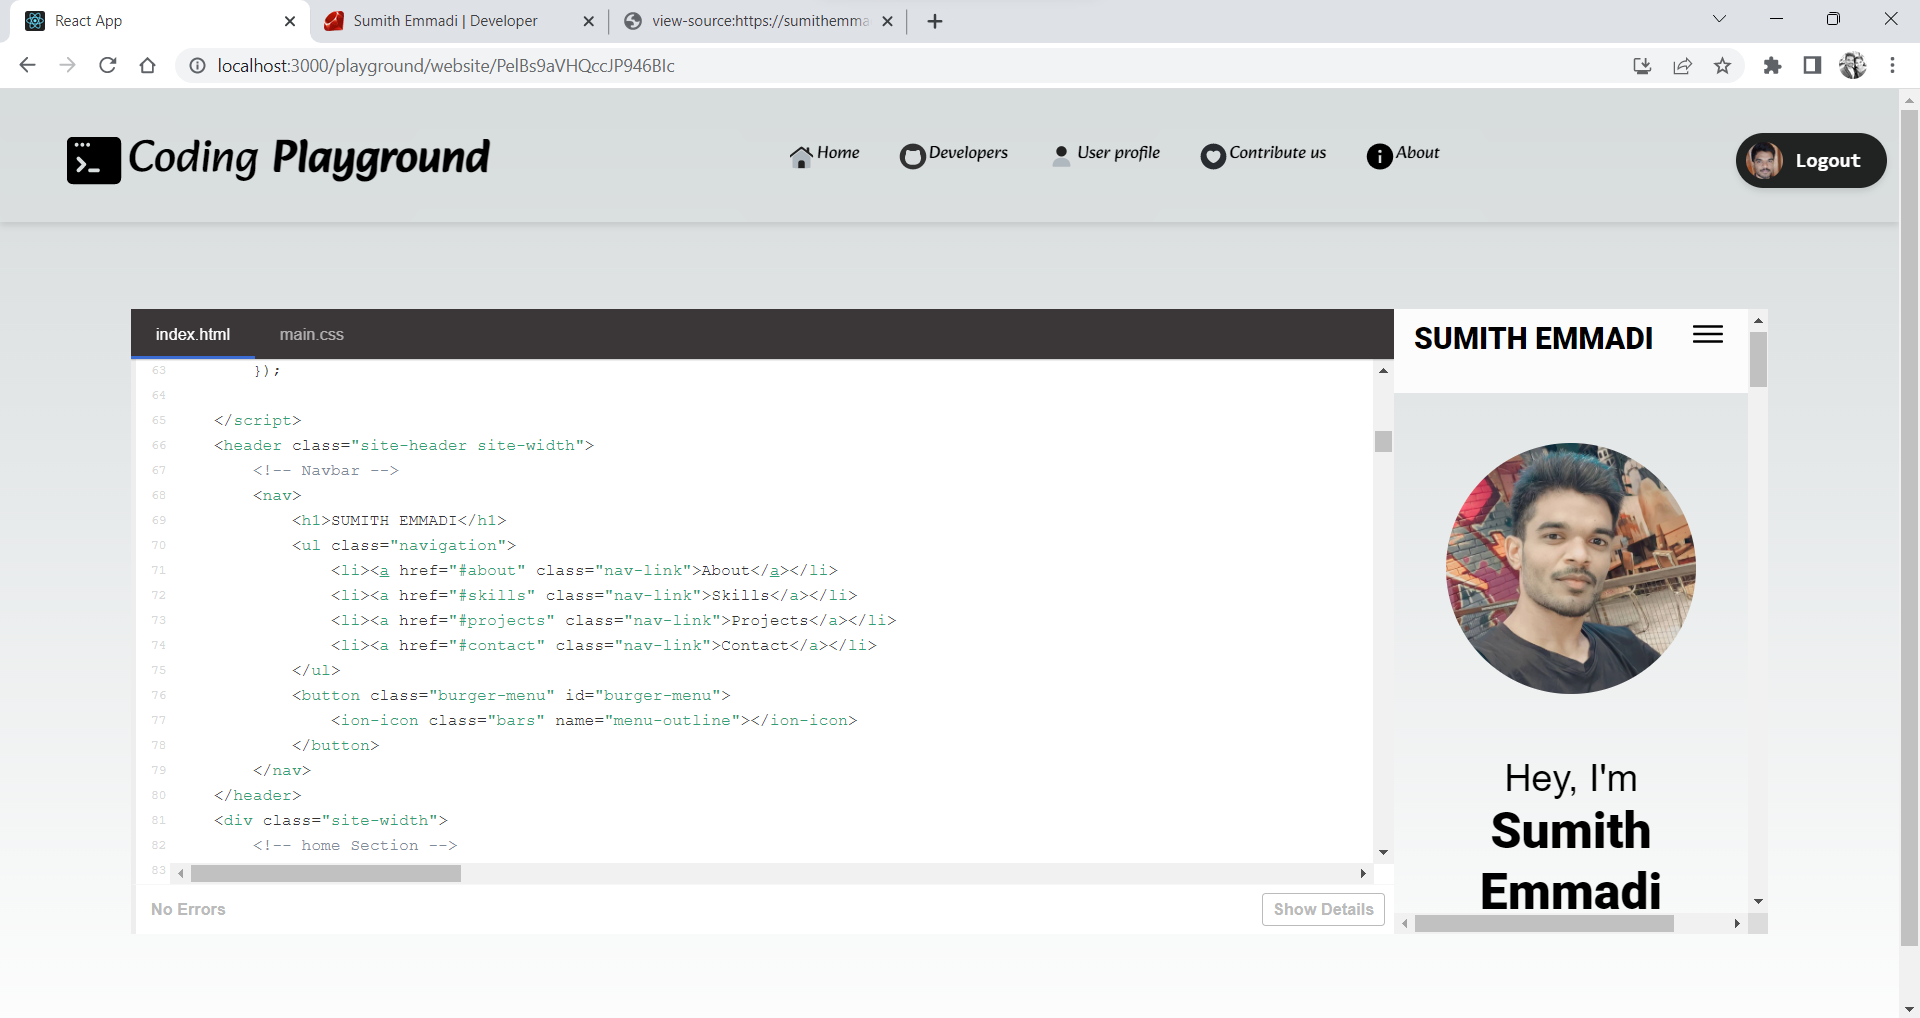 React App
Sumith Emmadi | Developer
view-source:https://sumithemma
localhost:3000/playground/website/PeIBs9aVHQccJP946BIc
Coding Playground
Home
Developers
User profile
Contribute us
About
Logout
index.html
main.css
63 });
64
65 </script>
66 <header class="site-header site-width">
67 <!-- Navbar -->
68 <nav>
69 <h1>SUMITH EMMADI</h1>
70 <ul class="navigation">
71 <li><a href="#about" class="nav-link">About</a></li>
72 <li><a href="#skills" class="nav-link">Skills</a></li>
73 <li><a href="#projects" class="nav-link">Projects</a></li>
74 <li><a href="#contact" class="nav-link">Contact</a></li>
75 </ul>
76 <button class="burger-menu" id="burger-menu">
77 <ion-icon class="bars" name="menu-outline"></ion-icon>
78 </button>
79 </nav>
80 </header>
81 <div class="site-width">
82 <!-- home Section -->
83
No Errors
Show Details
SUMITH EMMADI
Hey, I'm
Sumith
Emmadi